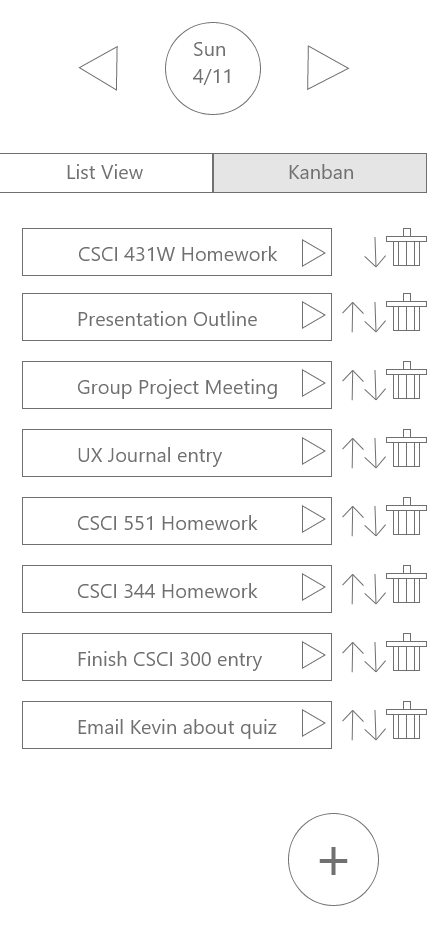 Sun
4/11
List View
Kanban
CSCI 431W Homework
Presentation Outline
Group Project Meeting
UX Journal entry
CSCI 551 Homework
CSCI 344 Homework
Finish CSCI 300 entry
Email Kevin about quiz
+